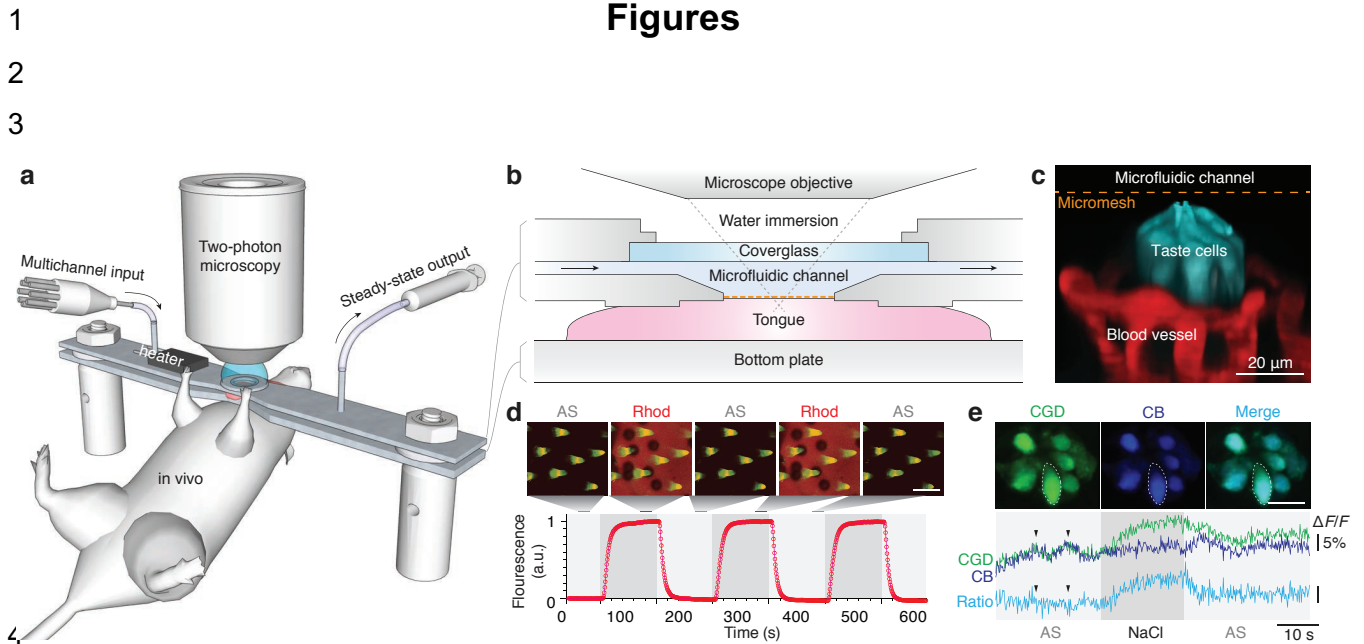 Figures
1
2
3
4
a
Multichannel input
Two-photon
microscopy
Steady-state output
heater
in vivo
b
Microscope objective
Water immersion
Coverglass
Microfluidic channel
Tongue
Bottom plate
c
Microfluidic channel
Micromesh
Taste cells
Blood vessel
20 µm
d
AS Rhod AS Rhod AS
Flourescence
(a.u.)
1
0
100 200 300 400 500 600
Time (s)
e
CGD CB Merge
ΔF/F
5%
CGD
CB
Ratio
AS NaCl AS
10 s